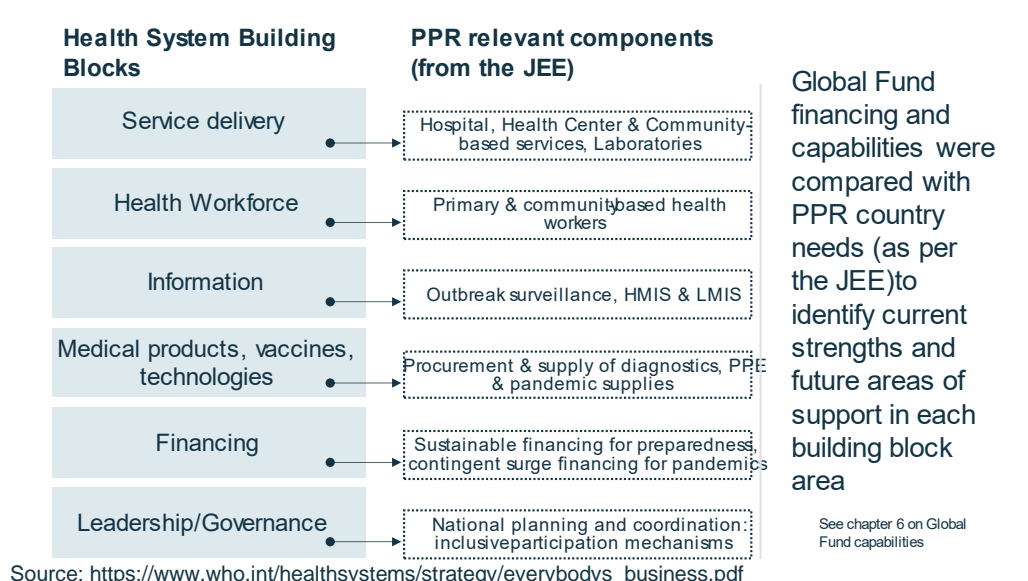 Health System Building
Blocks
PPR relevant components
(from the JEE)
Service delivery
Hospital, Health Center & Community-
based services, Laboratories
Health Workforce
Primary & community-based health
workers
Information
Outbreak surveillance, HMIS & LMIS
Medical products, vaccines,
technologies
Procurement & supply of diagnostics, PPE
& pandemic supplies
Financing
Sustainable financing for preparedness,
contingent surge financing for pandemics
Leadership/Governance
National planning and coordination:
inclusiveparticipation mechanisms
Global Fund
financing and
capabilities were
compared with
PPR country
needs (as per
the JEE)to
identify current
strengths and
future areas of
support in each
building block
area
See chapter 6 on Global
Fund capabilities
Source: https://www.who.int/healthsystems/strategy/everybodys_business.pdf